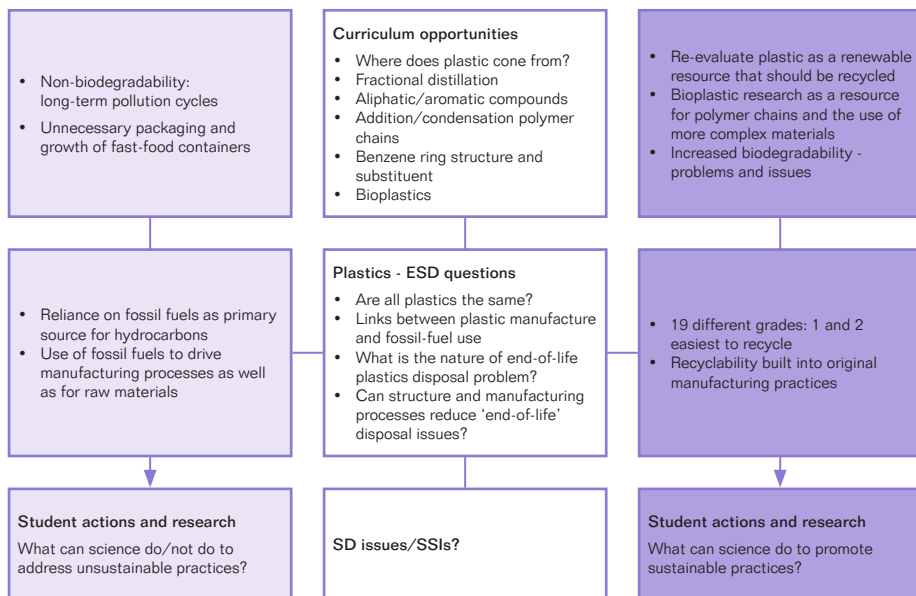 • Non-biodegradability:
long-term pollution cycles
• Unnecessary packaging and
growth of fast-food containers
Curriculum opportunities
• Where does plastic cone from?
• Fractional distillation
• Aliphatic/aromatic compounds
• Addition/condensation polymer
chains
• Benzene ring structure and
substituent
• Bioplastics
• Re-evaluate plastic as a renewable
resource that should be recycled
• Bioplastic research as a resource
for polymer chains and the use of
more complex materials
• Increased biodegradability -
problems and issues
• Reliance on fossil fuels as primary
source for hydrocarbons
• Use of fossil fuels to drive
manufacturing processes as well
as for raw materials
Plastics - ESD questions
• Are all plastics the same?
• Links between plastic manufacture
and fossil-fuel use
• What is the nature of end-of-life
plastics disposal problem?
• Can structure and manufacturing
processes reduce ‘end-of-life’
disposal issues?
• 19 different grades: 1 and 2
easiest to recycle
• Recyclability built into original
manufacturing practices
Student actions and research
What can science do/not do to
address unsustainable practices?
SD issues/SSIs?
Student actions and research
What can science do to promote
sustainable practices?